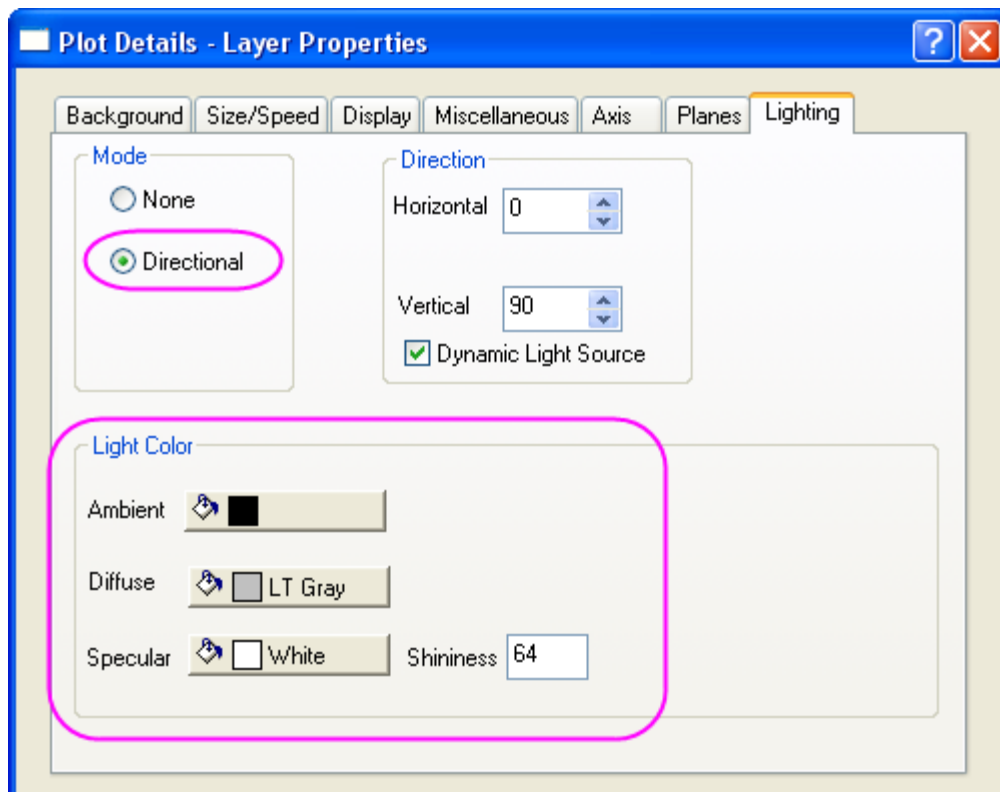 Plot Details - Layer Properties
Background Size/Speed Display Miscellaneous Axis Planes Lighting
Mode
None
Directional
Direction
Horizontal 0
Vertical 90
Dynamic Light Source
Light Color
Ambient
Diffuse LT Gray
Specular White Shininess 64